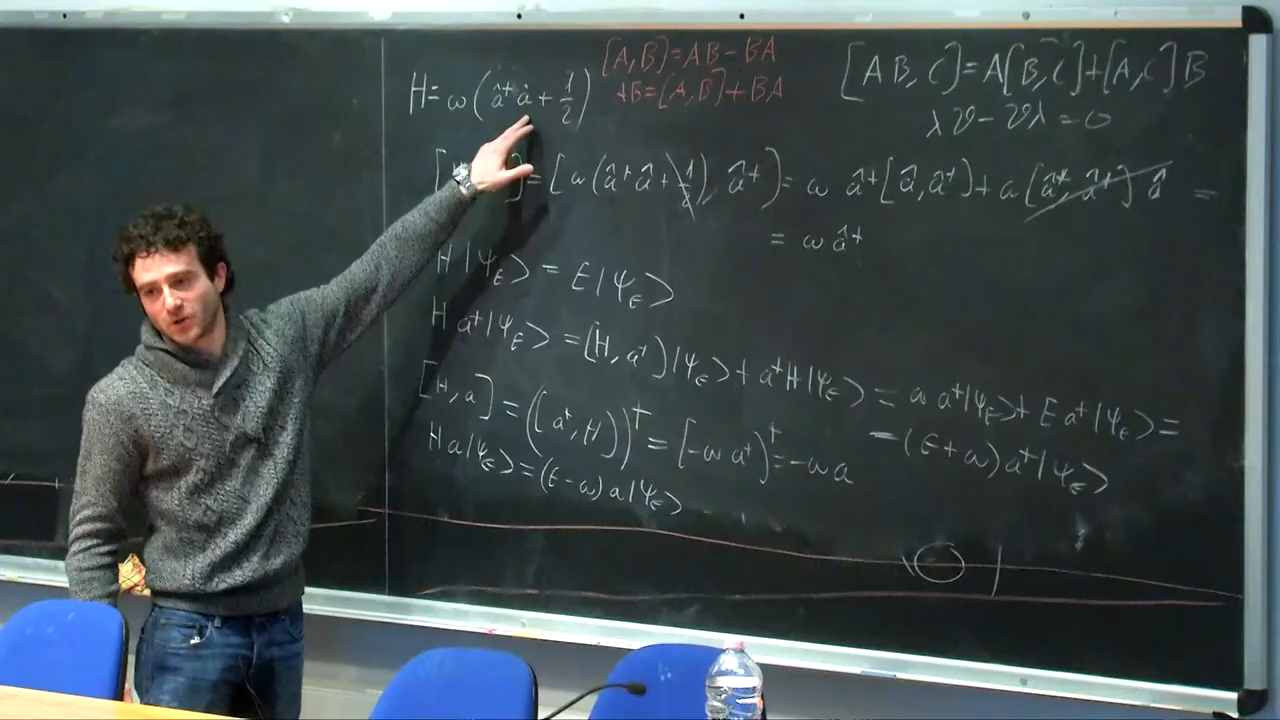 H = ω(â⁺â + 1/2)
[A,B] = AB − BA
AB = [A,B] + BA
[AB, C] = A[B,C] + [A,C]B
λϑ − ϑλ = 0
] = [ω(â⁺â + 1/2), â⁺] = ω â⁺[â,â⁺] + a[â⁺,â⁺]â =
= ω â⁺
H|ψ_E> = E|ψ_E>
H a⁺|ψ_E> = [H, a⁺]|ψ_E> + a⁺H|ψ_E> = ω a⁺|ψ_E> + E a⁺|ψ_E> =
= (E + ω) a⁺|ψ_E>
[H, a] = ([a⁺, H])† = [−ω a⁺)† = −ω a
H a|ψ_E> = (E − ω) a|ψ_E>